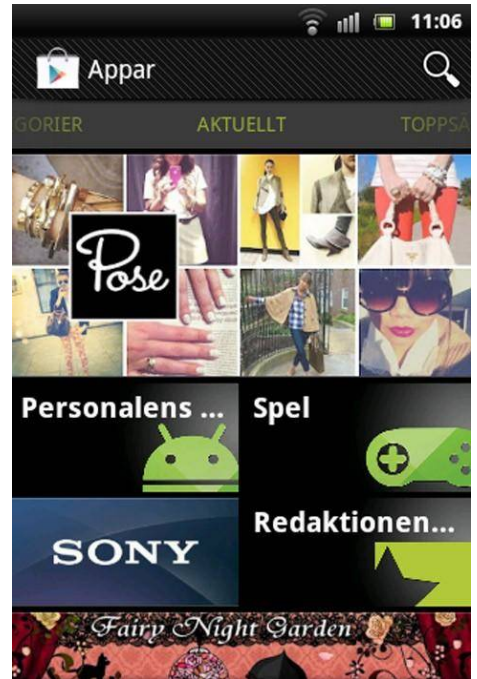 11:06
Appar
GORIER AKTUELLT TOPPSA
Pose
Personalens ... Spel
SONY Redaktionen...
Fairy Night Garden